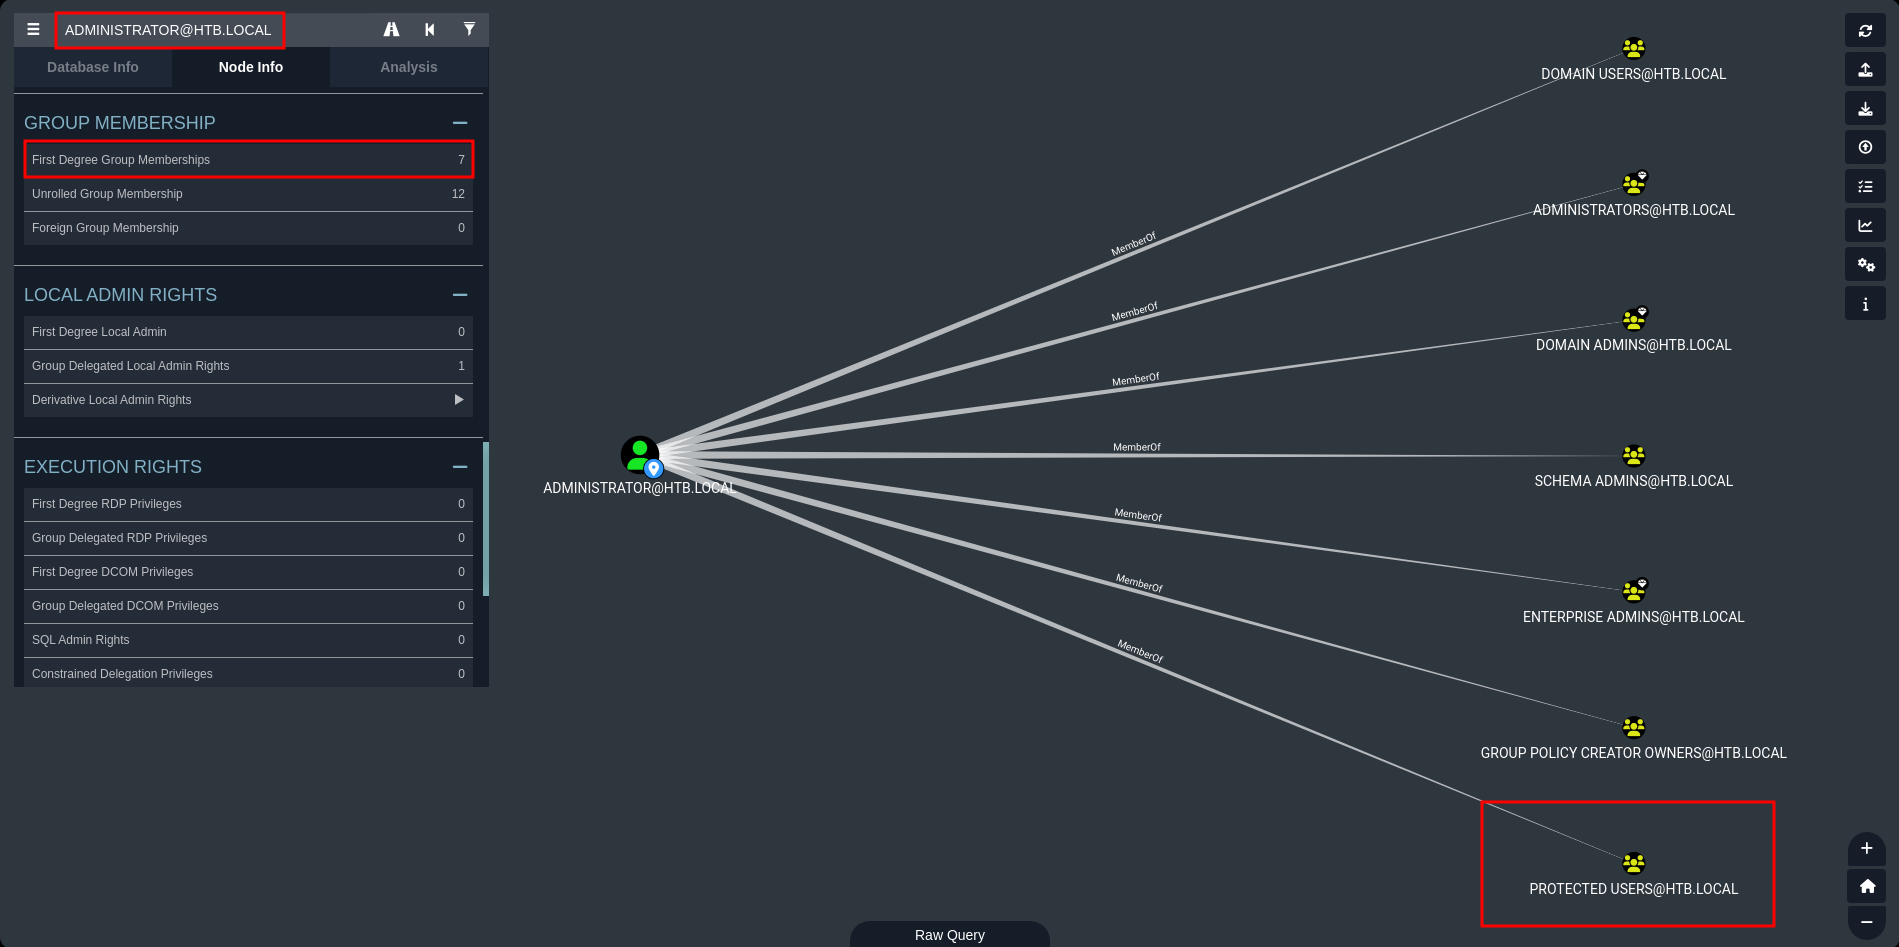 ADMINISTRATOR@HTB.LOCAL
Database Info
Node Info
Analysis
GROUP MEMBERSHIP
First Degree Group Memberships 7
Unrolled Group Membership 12
Foreign Group Membership 0
LOCAL ADMIN RIGHTS
First Degree Local Admin 0
Group Delegated Local Admin Rights 1
Derivative Local Admin Rights
EXECUTION RIGHTS
First Degree RDP Privileges 0
Group Delegated RDP Privileges 0
First Degree DCOM Privileges 0
Group Delegated DCOM Privileges 0
SQL Admin Rights 0
Constrained Delegation Privileges 0
ADMINISTRATOR@HTB.LOCAL
MemberOf
MemberOf
MemberOf
MemberOf
MemberOf
MemberOf
MemberOf
DOMAIN USERS@HTB.LOCAL
ADMINISTRATORS@HTB.LOCAL
DOMAIN ADMINS@HTB.LOCAL
SCHEMA ADMINS@HTB.LOCAL
ENTERPRISE ADMINS@HTB.LOCAL
GROUP POLICY CREATOR OWNERS@HTB.LOCAL
PROTECTED USERS@HTB.LOCAL
Raw Query